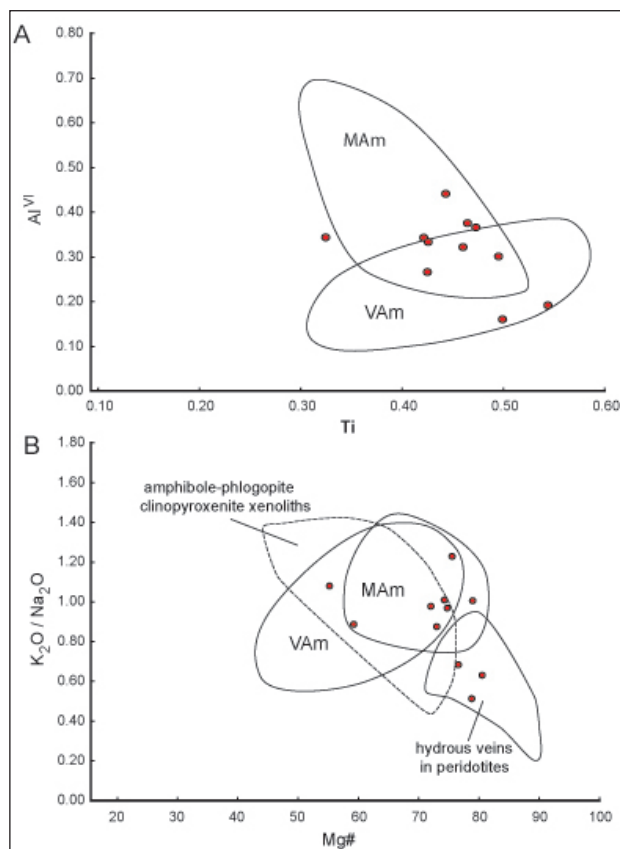 A
0.80
0.70
0.60
0.50
0.40
0.30
0.20
0.10
0.00
Al^VI
MAm
VAm
0.10 0.20 0.30 0.40 0.50 0.60
Ti
B
1.80
1.60
1.40
1.20
1.00
0.80
0.60
0.40
0.20
0.00
K₂O / Na₂O
amphibole-phlogopite
clinopyroxenite xenoliths
MAm
VAm
hydrous veins
in peridotites
20 30 40 50 60 70 80 90 100
Mg#